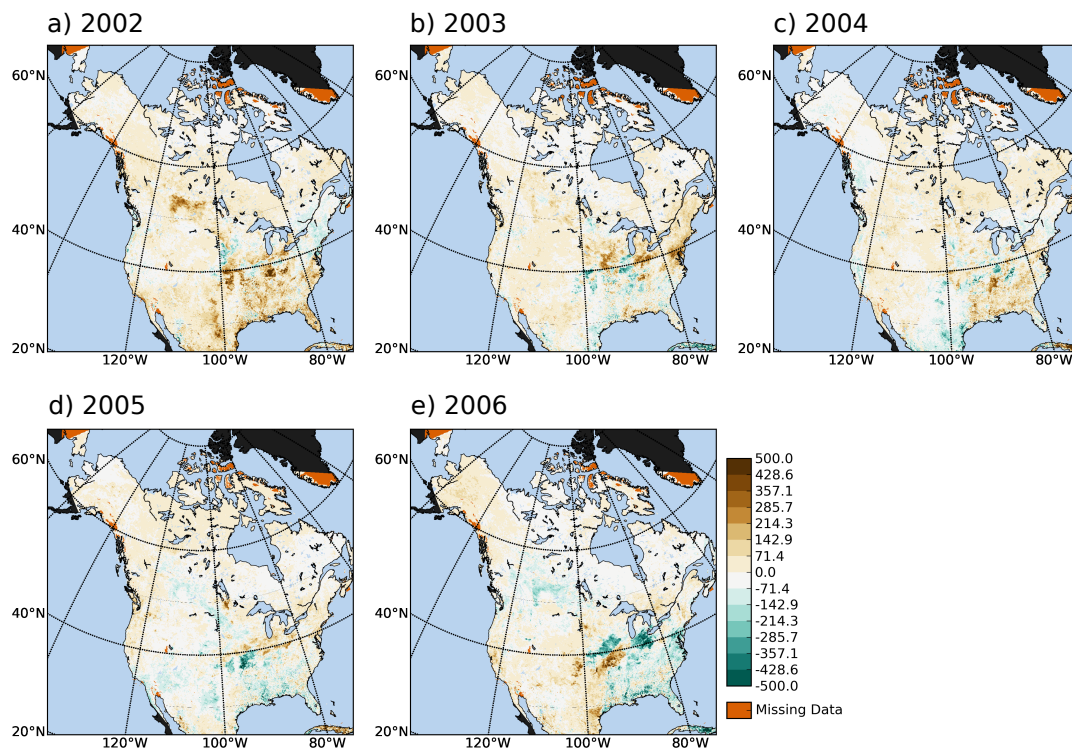 a) 2002
b) 2003
c) 2004
60°N
60°N
60°N
40°N
40°N
40°N
20°N
20°N
20°N
120°W
100°W
80°W
120°W
100°W
80°W
120°W
100°W
80°W
d) 2005
e) 2006
60°N
60°N
40°N
40°N
20°N
20°N
120°W
100°W
80°W
120°W
100°W
80°W
500.0
428.6
357.1
285.7
214.3
142.9
71.4
0.0
-71.4
-142.9
-214.3
-285.7
-357.1
-428.6
-500.0
Missing Data